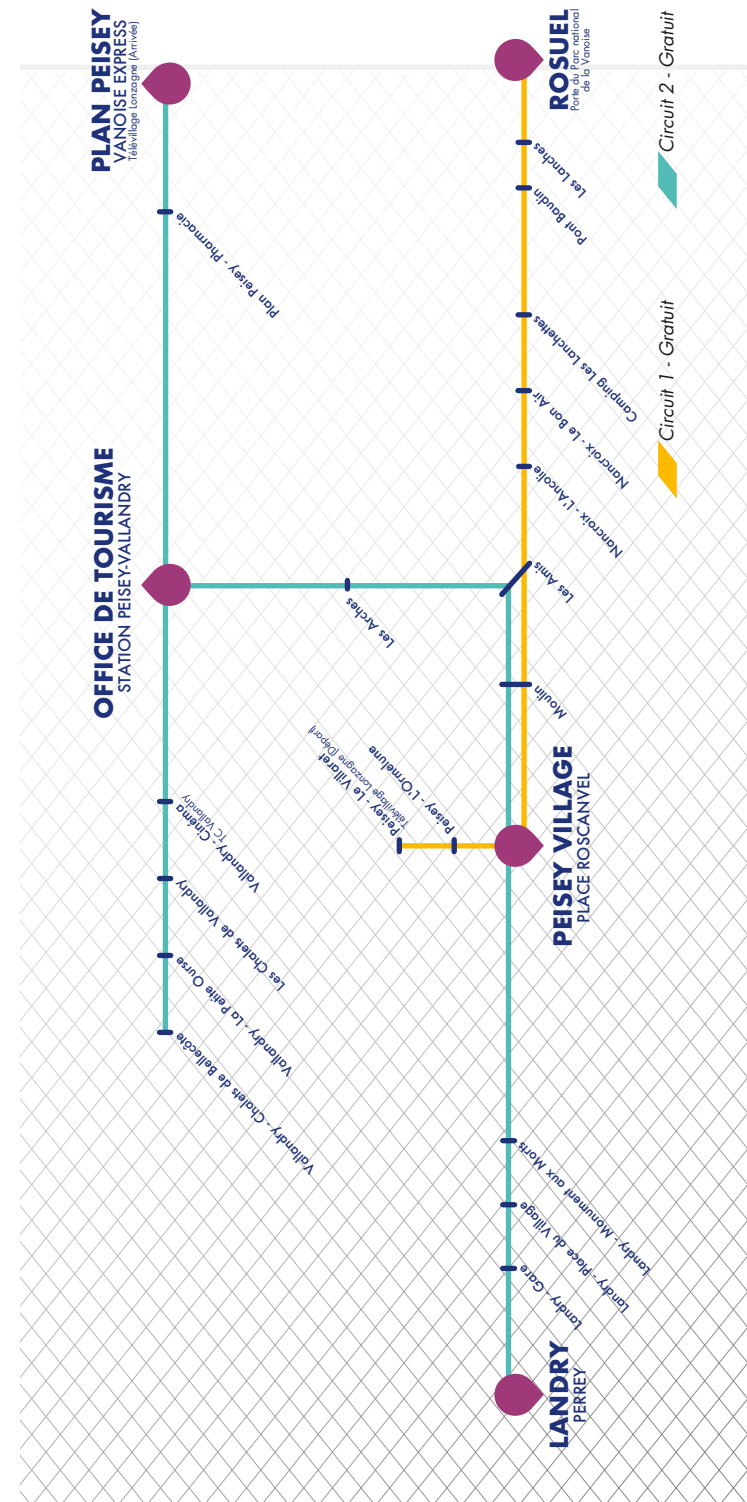 PLAN PEISEY
VANOISE EXPRESS
Télévillage Lonzagne (Arrivée)
Plan Peisey - Pharmacie
OFFICE DE TOURISME
STATION PEISEY-VALLANDRY
Vallandry - Cinéma
TC Vallandry
Les Chalets de Vallandry
Vallandry - La Petite Ourse
Vallandry - Chalets de Bellecôte
Les Arches
ROSUEL
Porte du Parc national
de la Vanoise
Les Lanches
Pont Baudin
Camping Les Lanchettes
Nancroix - Le Bon Air
Nancroix - L'Ancolie
Les Amis
Moulin
Peisey - Le Villaret
Télévillage Lonzagne (Départ)
Peisey - L'Ormelune
PEISEY VILLAGE
PLACE ROSCANVEL
Landry - Monument aux Morts
Landry - Place du Village
Landry - Gare
LANDRY
PERREY
Circuit 1 - Gratuit
Circuit 2 - Gratuit